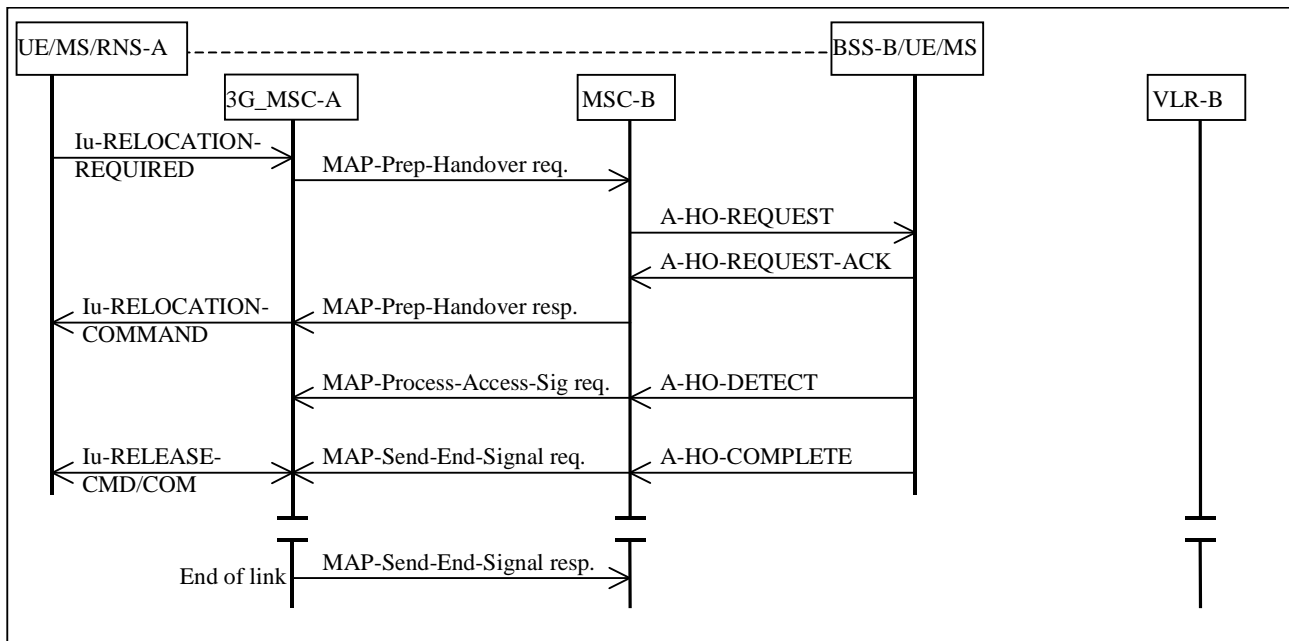 UE/MS/RNS-A
BSS-B/UE/MS
3G_MSC-A
MSC-B
VLR-B
Iu-RELOCATION-
REQUIRED
MAP-Prep-Handover req.
A-HO-REQUEST
A-HO-REQUEST-ACK
Iu-RELOCATION-
COMMAND
MAP-Prep-Handover resp.
MAP-Process-Access-Sig req.
A-HO-DETECT
Iu-RELEASE-
CMD/COM
MAP-Send-End-Signal req.
A-HO-COMPLETE
End of link
MAP-Send-End-Signal resp.